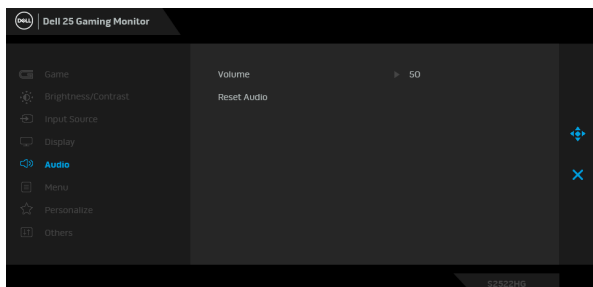 DELL
Dell 25 Gaming Monitor
Game
Volume 50
Brightness/Contrast
Reset Audio
Input Source
Display
Audio
Menu
Personalize
Others
S2522HG